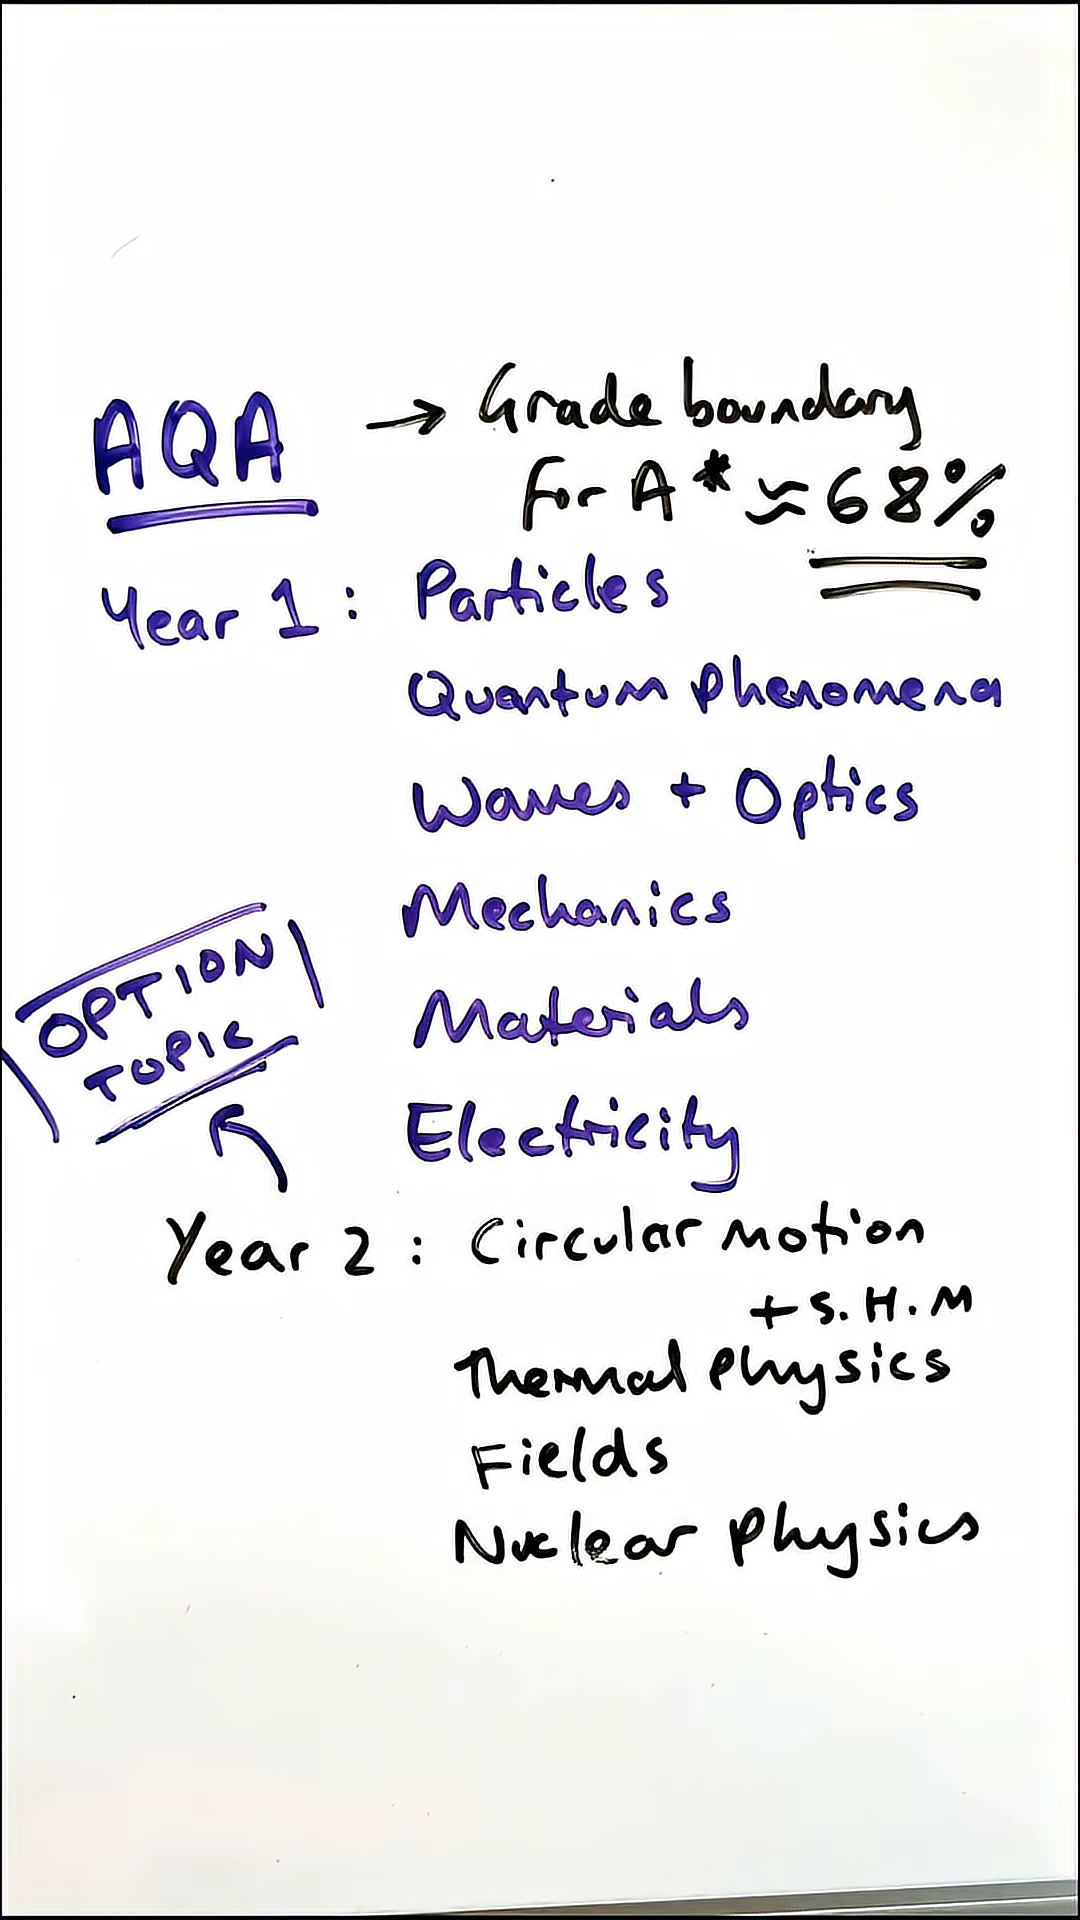 AQA → Grade boundary
for A* ≈ 68%
Year 1: Particles
Quantum phenomena
Waves + Optics
Mechanics
Materials
Electricity
OPTION
TOPIC
Year 2: Circular motion
+ S.H.M
Thermal Physics
Fields
Nuclear Physics